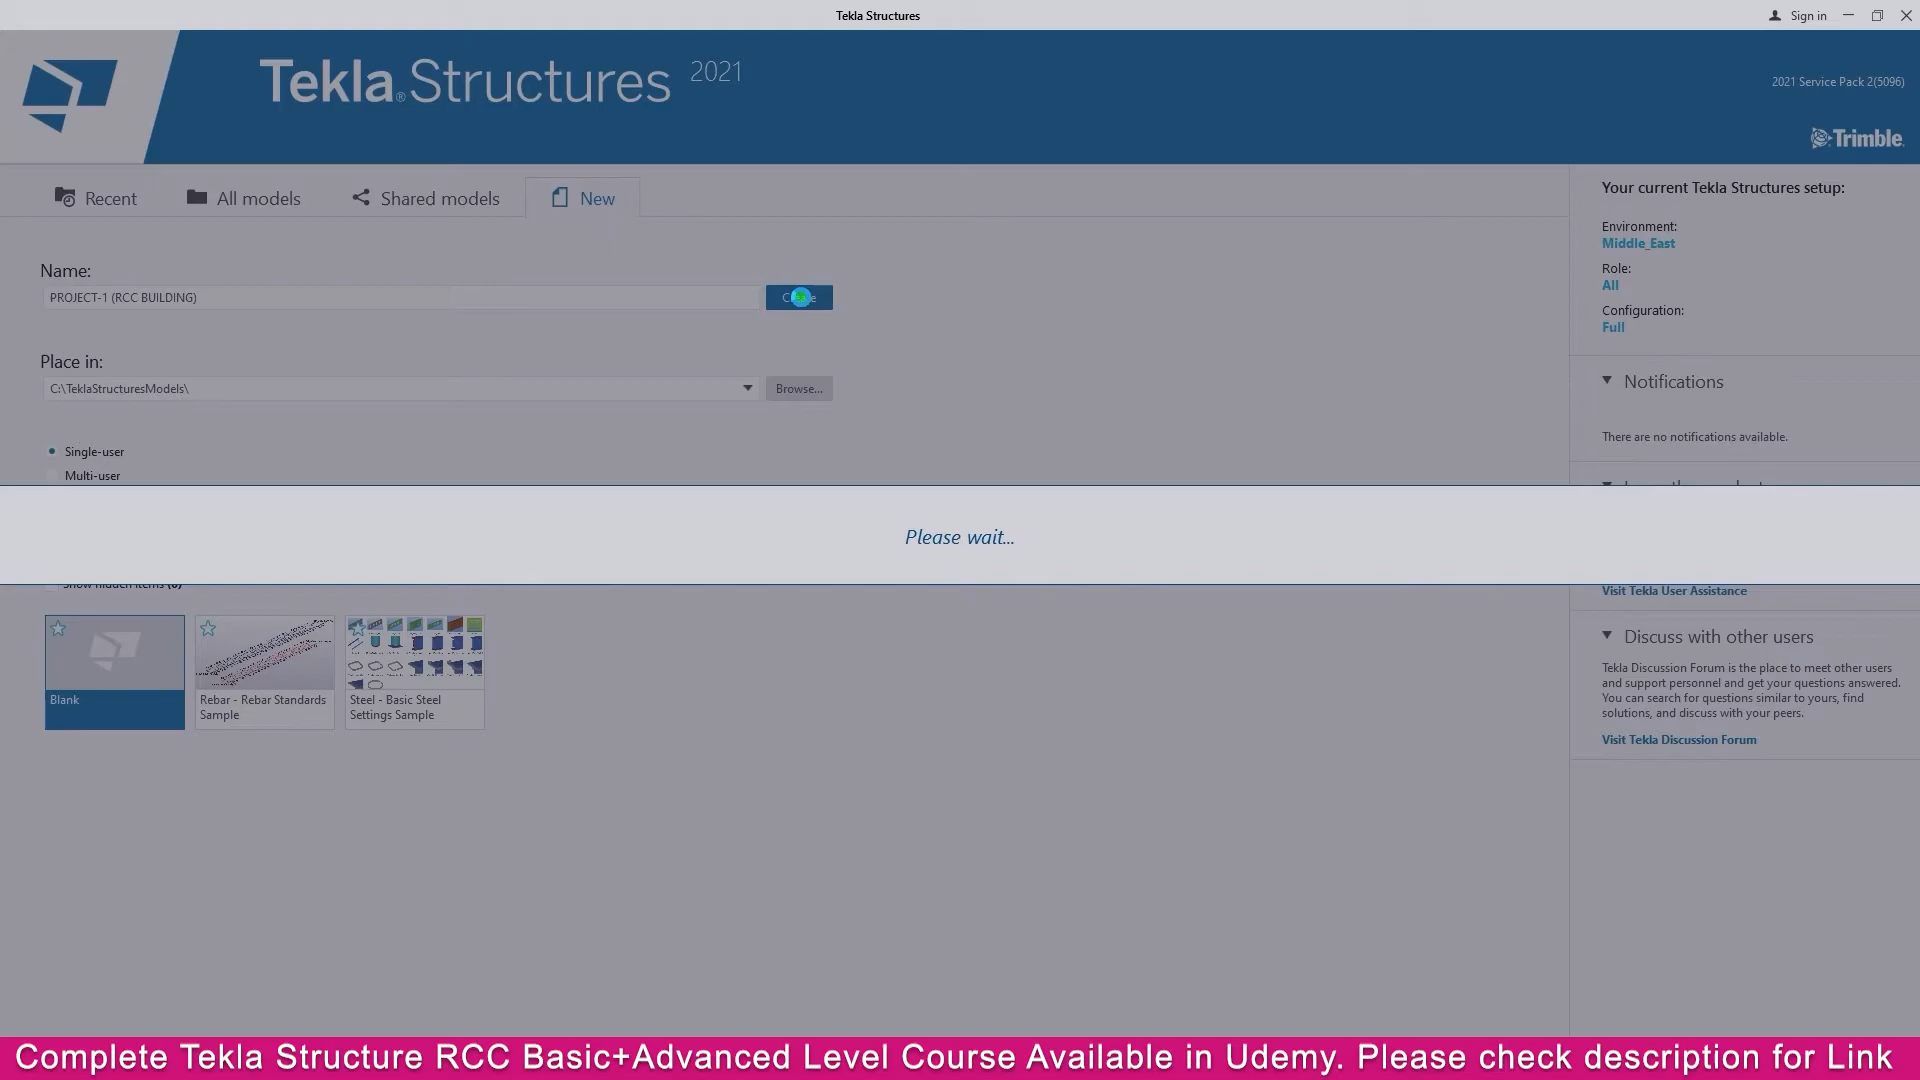 Tekla Structures
Sign in
Tekla® Structures 2021
2021 Service Pack 2(5096)
Trimble.
Recent
All models
Shared models
New
Name:
PROJECT-1 (RCC BUILDING)
Place in:
C:\TeklaStructuresModels\
Browse...
Single-user
Multi-user
Please wait...
Show hidden items (0)
Blank
Rebar - Rebar Standards
Sample
Steel - Basic Steel
Settings Sample
Your current Tekla Structures setup:
Environment:
Middle_East
Role:
All
Configuration:
Full
Notifications
There are no notifications available.
Visit Tekla User Assistance
Discuss with other users
Tekla Discussion Forum is the place to meet other users
and support personnel and get your questions answered.
You can search for questions similar to yours, find
solutions, and discuss with your peers.
Visit Tekla Discussion Forum
Complete Tekla Structure RCC Basic+Advanced Level Course Available in Udemy. Please check description for Link